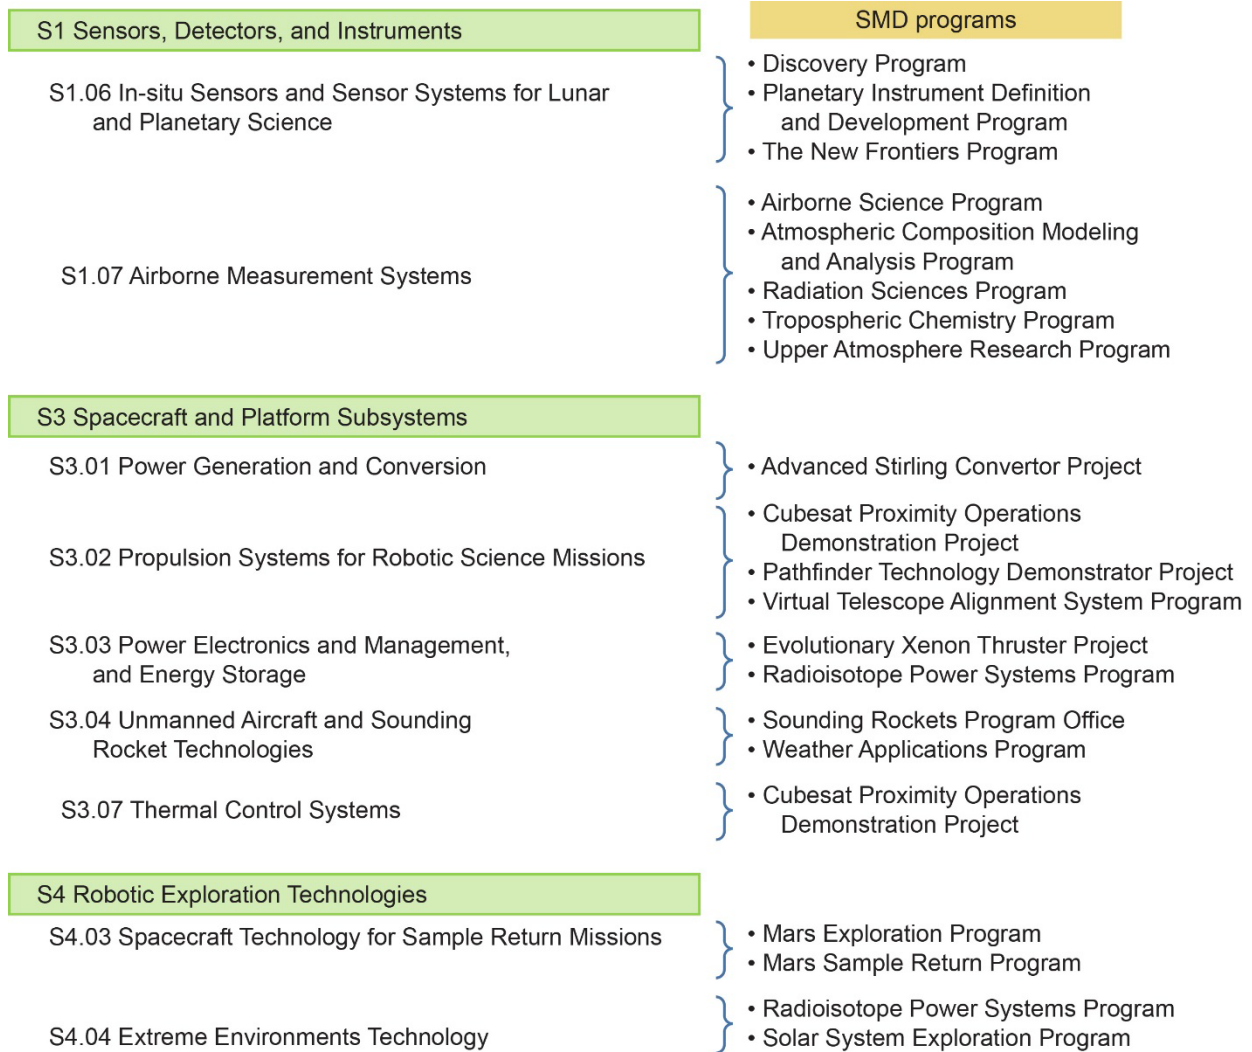 S1 Sensors, Detectors, and Instruments
SMD programs
S1.06 In-situ Sensors and Sensor Systems for Lunar
and Planetary Science
• Discovery Program
• Planetary Instrument Definition
and Development Program
• The New Frontiers Program
S1.07 Airborne Measurement Systems
• Airborne Science Program
• Atmospheric Composition Modeling
and Analysis Program
• Radiation Sciences Program
• Tropospheric Chemistry Program
• Upper Atmosphere Research Program
S3 Spacecraft and Platform Subsystems
S3.01 Power Generation and Conversion
• Advanced Stirling Convertor Project
S3.02 Propulsion Systems for Robotic Science Missions
• Cubesat Proximity Operations
Demonstration Project
• Pathfinder Technology Demonstrator Project
• Virtual Telescope Alignment System Program
S3.03 Power Electronics and Management,
and Energy Storage
• Evolutionary Xenon Thruster Project
• Radioisotope Power Systems Program
S3.04 Unmanned Aircraft and Sounding
Rocket Technologies
• Sounding Rockets Program Office
• Weather Applications Program
S3.07 Thermal Control Systems
• Cubesat Proximity Operations
Demonstration Project
S4 Robotic Exploration Technologies
S4.03 Spacecraft Technology for Sample Return Missions
• Mars Exploration Program
• Mars Sample Return Program
S4.04 Extreme Environments Technology
• Radioisotope Power Systems Program
• Solar System Exploration Program